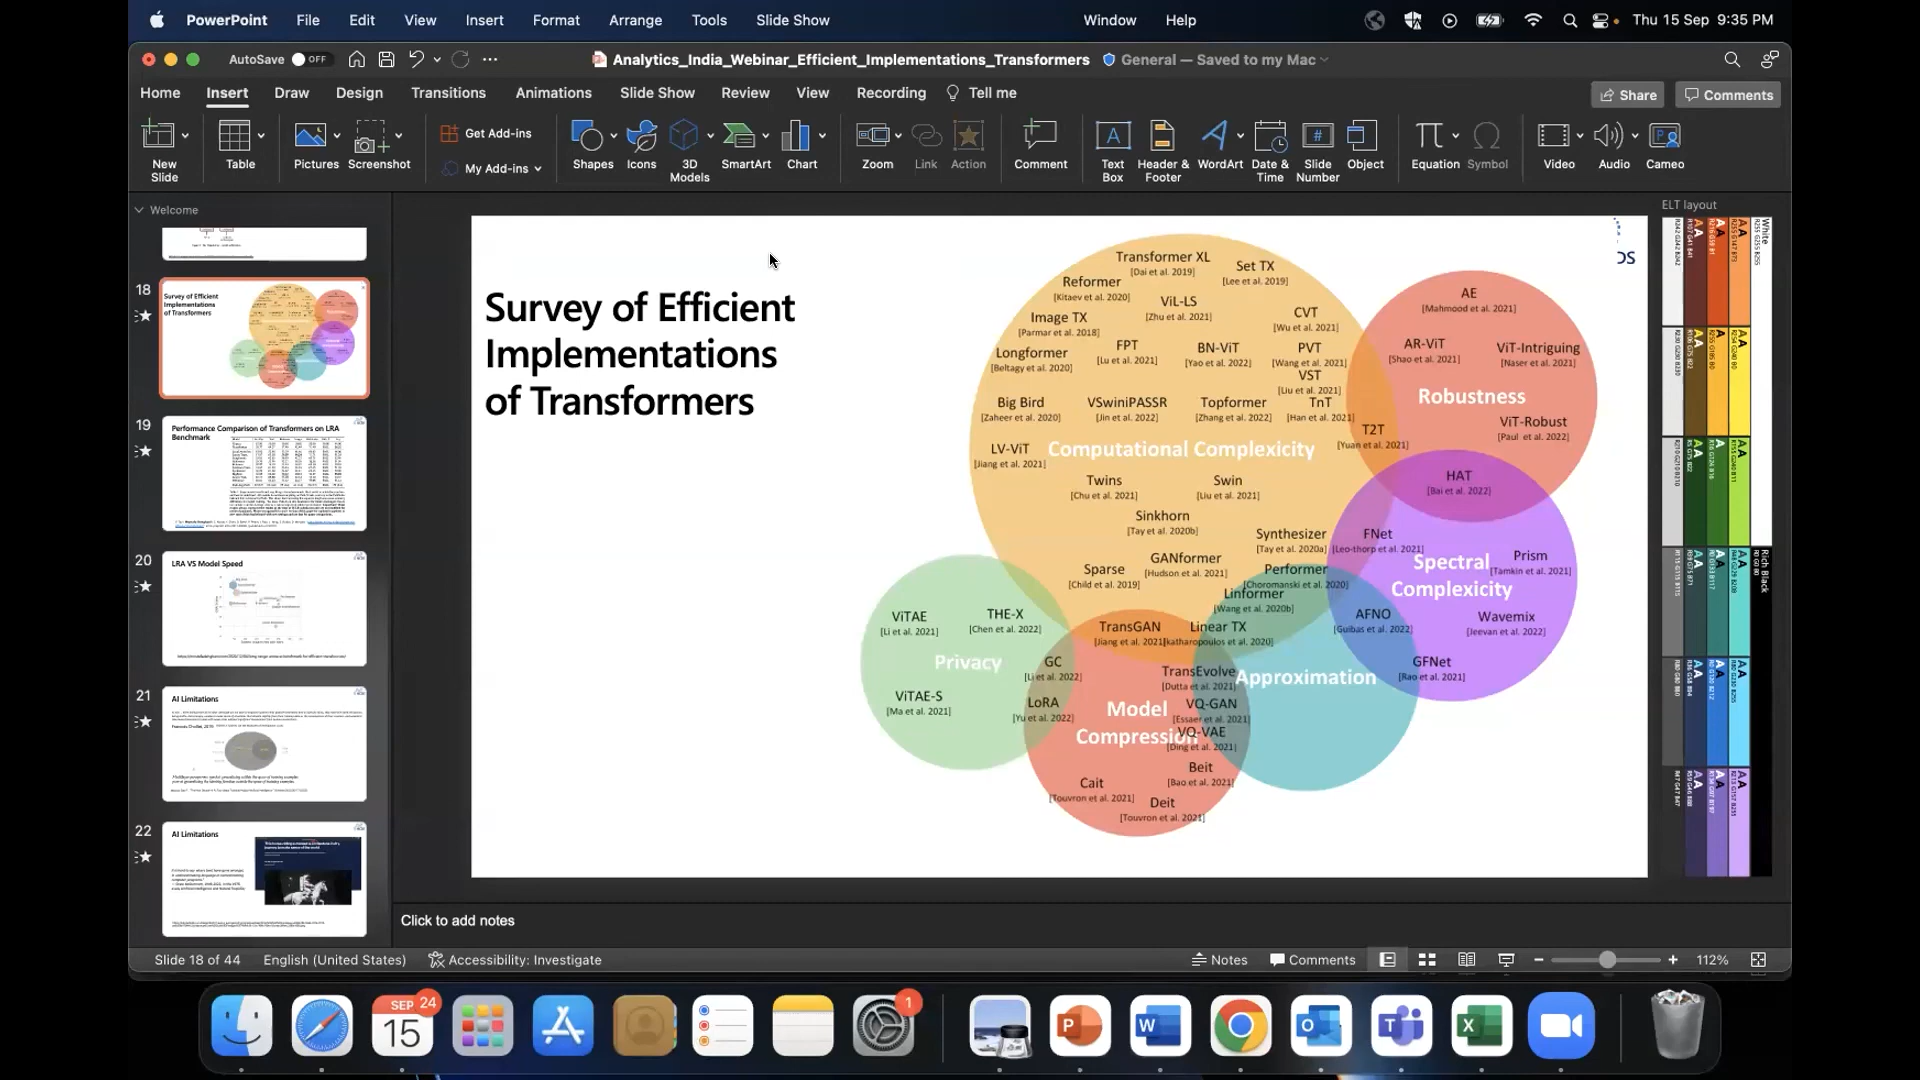 PowerPoint File Edit View Insert Format Arrange Tools Slide Show Window Help Thu 15 Sep 9:35 PM
AutoSave OFF Analytics_India_Webinar_Efficient_Implementations_Transformers General — Saved to my Mac
Home Insert Draw Design Transitions Animations Slide Show Review View Recording Tell me Share Comments
New Slide
Table
Pictures
Screenshot
Get Add-ins
My Add-ins
Shapes
Icons
3D Models
SmartArt
Chart
Zoom
Link
Action
Comment
Text Box
Header & Footer
WordArt
Date & Time
Slide Number
Object
Equation
Symbol
Video
Audio
Cameo
Welcome
18
Survey of Efficient
Implementations
of Transformers
19
Performance Comparison of Transformers on LRA
Benchmark
20
LRA VS Model Speed
21
AI Limitations
22
AI Limitations
Survey of Efficient
Implementations
of Transformers
Transformer XL
[Dai et al. 2019]
Set TX
[Lee et al. 2019]
Reformer
[Kitaev et al. 2020]
ViL-LS
[Zhu et al. 2021]
Image TX
[Parmar et al. 2018]
CVT
[Wu et al. 2021]
Longformer
[Beltagy et al. 2020]
FPT
[Lu et al. 2021]
BN-ViT
[Yao et al. 2022]
PVT
[Wang et al. 2021]
VST
[Liu et al. 2021]
Big Bird
[Zaheer et al. 2020]
VSwiniPASSR
[Jin et al. 2022]
Topformer
[Zhang et al. 2022]
TnT
[Han et al. 2021]
T2T
[Yuan et al. 2021]
LV-ViT
[Jiang et al. 2021]
Computational Complexicity
Twins
[Chu et al. 2021]
Swin
[Liu et al. 2021]
Sinkhorn
[Tay et al. 2020b]
Synthesizer
[Tay et al. 2020a]
GANformer
[Hudson et al. 2021]
Sparse
[Child et al. 2019]
Performer
[Choromanski et al. 2020]
Linformer
[Wang et al. 2020b]
TransGAN
[Jiang et al. 2021]
Linear TX
[katharopoulos et al. 2020]
AE
[Mahmood et al. 2021]
AR-ViT
[Shao et al. 2021]
ViT-Intriguing
[Naser et al. 2021]
Robustness
ViT-Robust
[Paul et al. 2022]
HAT
[Bai et al. 2022]
FNet
[Leo-thorp et al. 2021]
Spectral
Complexicity
Prism
[Tamkin et al. 2021]
AFNO
[Guibas et al. 2022]
Wavemix
[Jeevan et al. 2022]
GFNet
[Rao et al. 2021]
ViTAE
[Li et al. 2021]
THE-X
[Chen et al. 2022]
Privacy
ViTAE-S
[Ma et al. 2021]
GC
[Li et al. 2022]
LoRA
[Yu et al. 2022]
TransEvolve
[Dutta et al. 2021]
Approximation
Model
Compression
VQ-GAN
[Essaer et al. 2021]
VQ-VAE
[Ding et al. 2021]
Beit
[Bao et al. 2021]
Cait
[Touvron et al. 2021]
Deit
[Touvron et al. 2021]
ELT layout
White
Rich Black
Click to add notes
Slide 18 of 44 English (United States) Accessibility: Investigate Notes Comments 112%
SEP 24
15
1